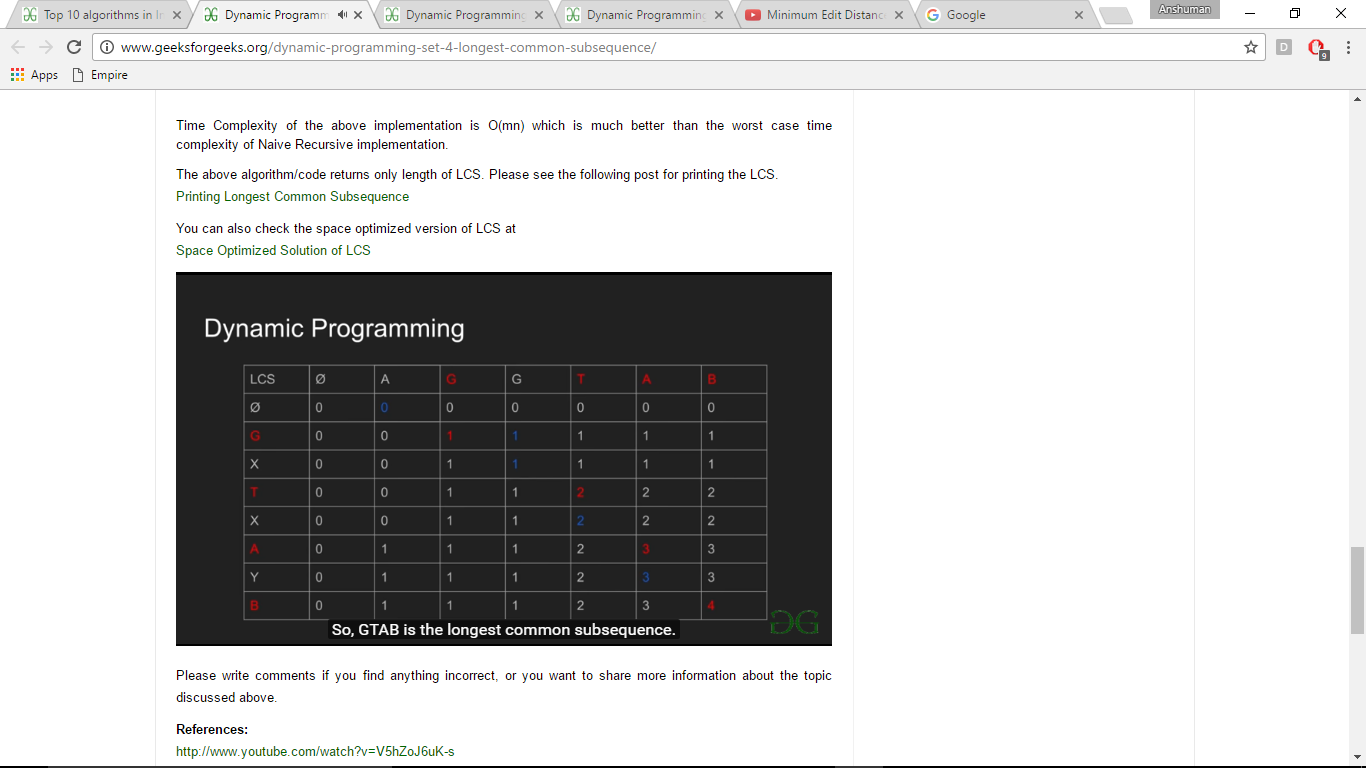 Top 10 algorithms in In
Dynamic Programm
Dynamic Programming
Dynamic Programming
Minimum Edit Distanc
Google
Anshuman
www.geeksforgeeks.org/dynamic-programming-set-4-longest-common-subsequence/
D
9
Apps
Empire
Time Complexity of the above implementation is O(mn) which is much better than the worst case time
complexity of Naive Recursive implementation.
The above algorithm/code returns only length of LCS. Please see the following post for printing the LCS.
Printing Longest Common Subsequence
You can also check the space optimized version of LCS at
Space Optimized Solution of LCS
Dynamic Programming
LCS Ø A G G T A B
Ø 0 0 0 0 0 0 0
G 0 0 1 1 1 1 1
X 0 0 1 1 1 1 1
T 0 0 1 1 2 2 2
X 0 0 1 1 2 2 2
A 0 1 1 1 2 3 3
Y 0 1 1 1 2 3 3
B 0 1 1 1 2 3 4
So, GTAB is the longest common subsequence.
Please write comments if you find anything incorrect, or you want to share more information about the topic
discussed above.
References:
http://www.youtube.com/watch?v=V5hZoJ6uK-s